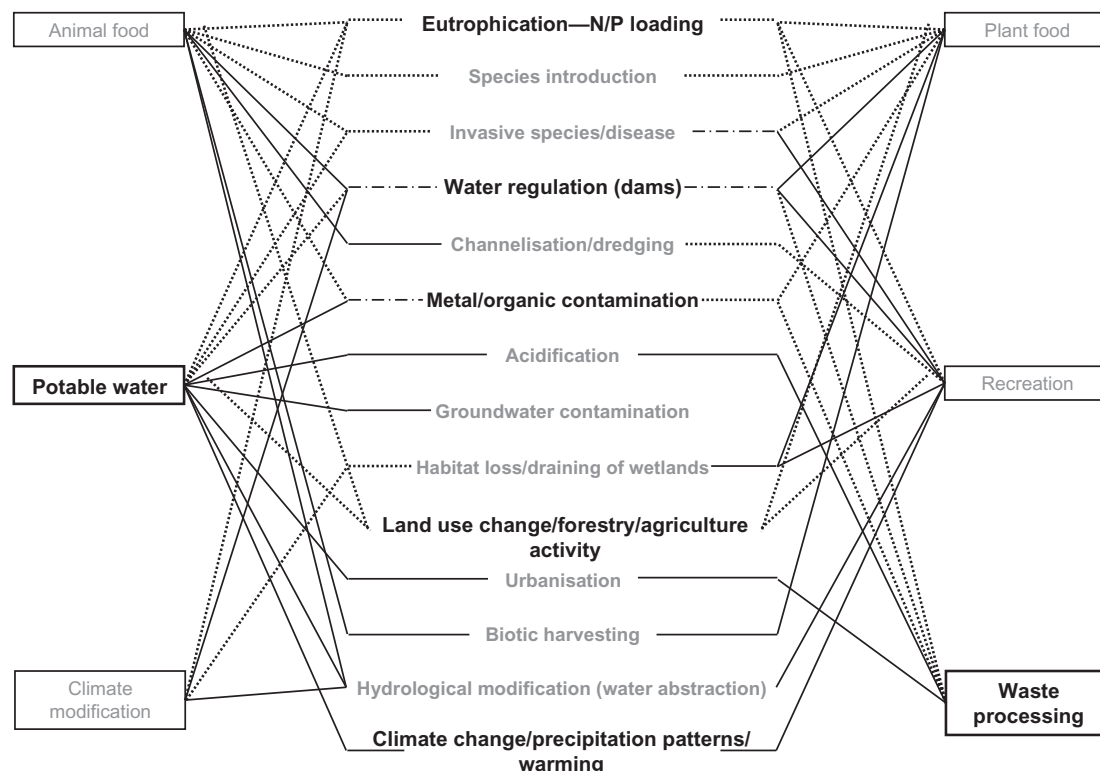 Animal food
Eutrophication—N/P loading
Plant food
Species introduction
Invasive species/disease
Water regulation (dams)
Channelisation/dredging
Metal/organic contamination
Potable water
Acidification
Recreation
Groundwater contamination
Habitat loss/draining of wetlands
Land use change/forestry/agriculture
activity
Urbanisation
Biotic harvesting
Climate
modification
Hydrological modification (water abstraction)
Waste
processing
Climate change/precipitation patterns/
warming